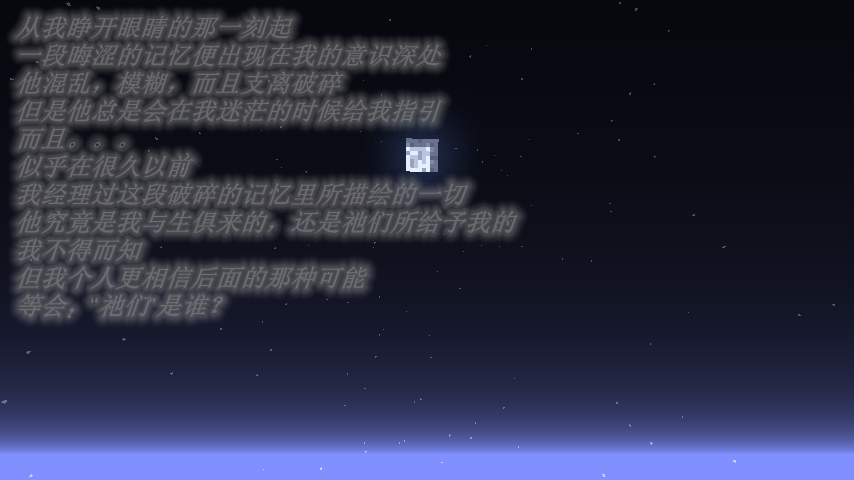 从我睁开眼睛的那一刻起
一段晦涩的记忆便出现在我的意识深处
他混乱，模糊，而且支离破碎
但是他总是会在我迷茫的时候给我指引
而且。。。
似乎在很久以前
我经理过这段破碎的记忆里所描绘的一切
他究竟是我与生俱来的，还是祂们所给予我的
我不得而知
但我个人更相信后面的那种可能
等会，"祂们"是谁？